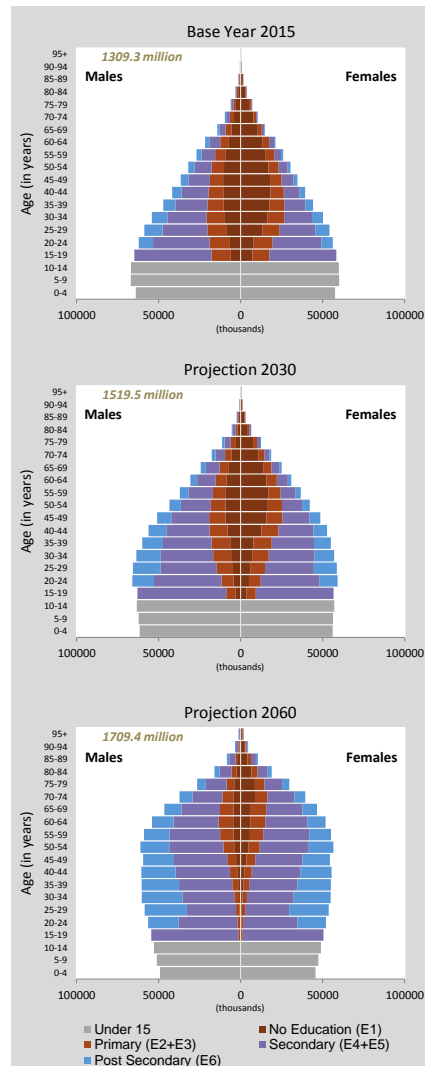 Base Year 2015
1309.3 million
Males
Females
Age (in years)
95+
90-94
85-89
80-84
75-79
70-74
65-69
60-64
55-59
50-54
45-49
40-44
35-39
30-34
25-29
20-24
15-19
10-14
5-9
0-4
100000 50000 0 50000 100000
(thousands)
Projection 2030
1519.5 million
Males
Females
Age (in years)
95+
90-94
85-89
80-84
75-79
70-74
65-69
60-64
55-59
50-54
45-49
40-44
35-39
30-34
25-29
20-24
15-19
10-14
5-9
0-4
100000 50000 0 50000 100000
(thousands)
Projection 2060
1709.4 million
Males
Females
Age (in years)
95+
90-94
85-89
80-84
75-79
70-74
65-69
60-64
55-59
50-54
45-49
40-44
35-39
30-34
25-29
20-24
15-19
10-14
5-9
0-4
100000 50000 0 50000 100000
(thousands)
Under 15 No Education (E1)
Primary (E2+E3) Secondary (E4+E5)
Post Secondary (E6)